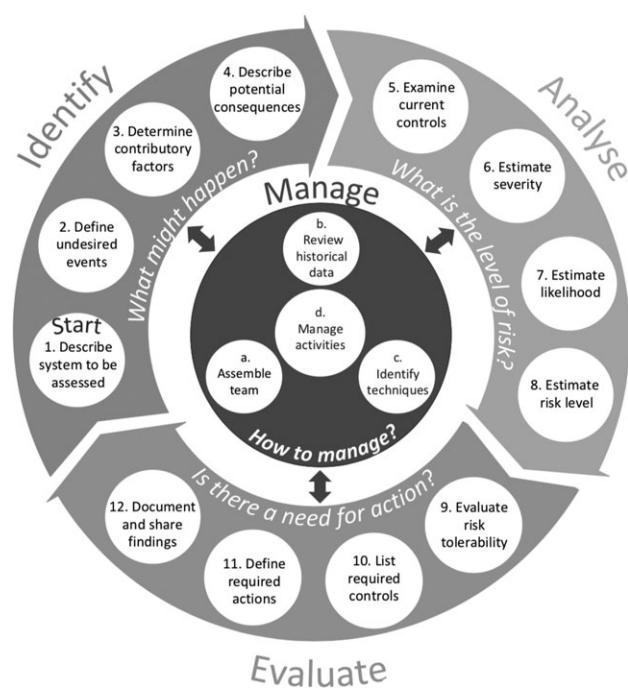 Identify
What might happen?
Start
1. Describe
system to be
assessed
2. Define
undesired
events
3. Determine
contributory
factors
4. Describe
potential
consequences
Analyse
What is the level of risk?
5. Examine
current
controls
6. Estimate
severity
7. Estimate
likelihood
8. Estimate
risk level
Evaluate
Is there a need for action?
9. Evaluate
risk
tolerability
10. List
required
controls
11. Define
required
actions
12. Document
and share
findings
Manage
How to manage?
a.
Assemble
team
b.
Review
historical
data
c.
Identify
techniques
d.
Manage
activities